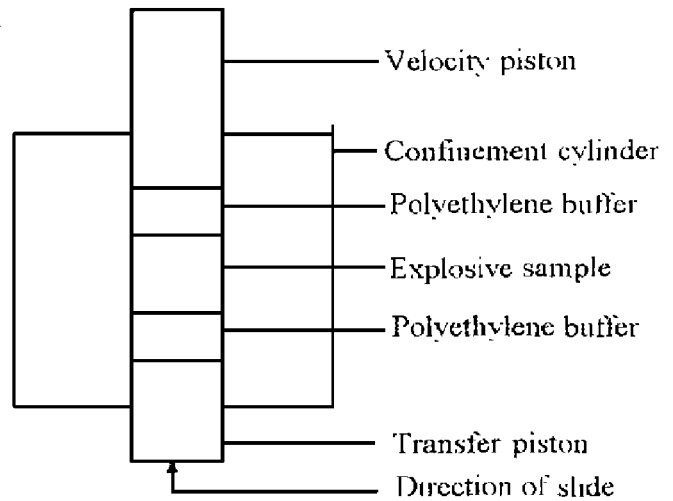 Velocity piston
Confinement cylinder
Polyethylene buffer
Explosive sample
Polyethylene buffer
Transfer piston
Direction of slide